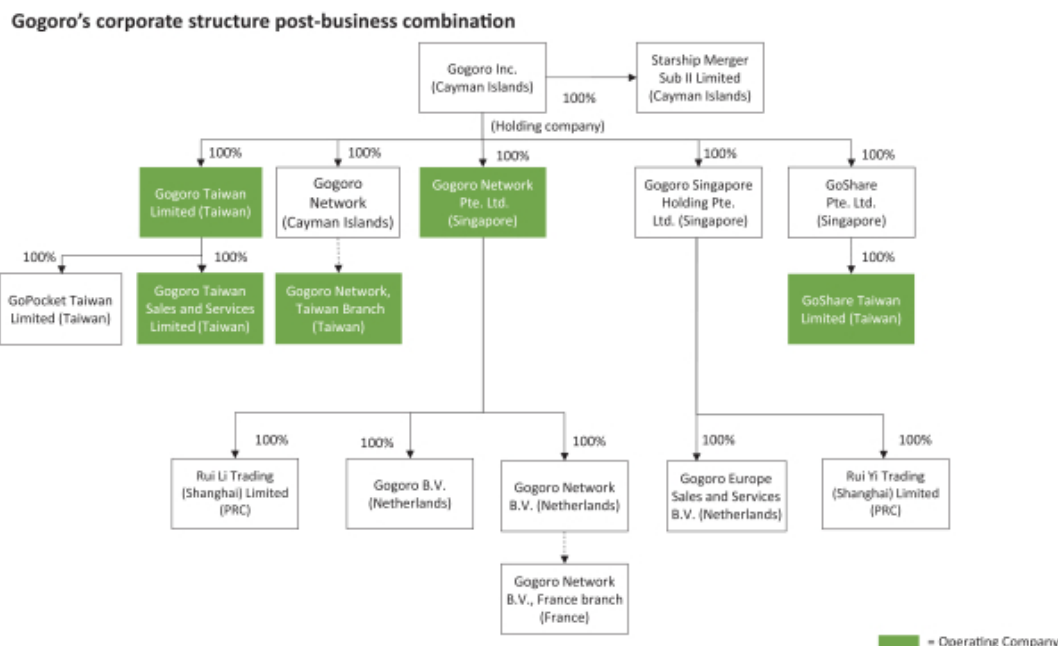 Gogoro's corporate structure post-business combination
Gogoro Inc.
(Cayman Islands)
Starship Merger
Sub II Limited
(Cayman Islands)
100%
(Holding company)
100%
100%
100%
100%
100%
Gogoro Taiwan
Limited (Taiwan)
Gogoro
Network
(Cayman Islands)
Gogoro Network
Pte. Ltd.
(Singapore)
Gogoro Singapore
Holding Pte.
Ltd. (Singapore)
GoShare
Pte. Ltd.
(Singapore)
100%
100%
100%
GoPocket Taiwan
Limited (Taiwan)
Gogoro Taiwan
Sales and Services
Limited (Taiwan)
Gogoro Network,
Taiwan Branch
(Taiwan)
GoShare Taiwan
Limited (Taiwan)
100%
100%
100%
100%
100%
Rui Li Trading
(Shanghai) Limited
(PRC)
Gogoro B.V.
(Netherlands)
Gogoro Network
B.V. (Netherlands)
Gogoro Europe
Sales and Services
B.V. (Netherlands)
Rui Yi Trading
(Shanghai) Limited
(PRC)
Gogoro Network
B.V., France branch
(France)
= Operating Company